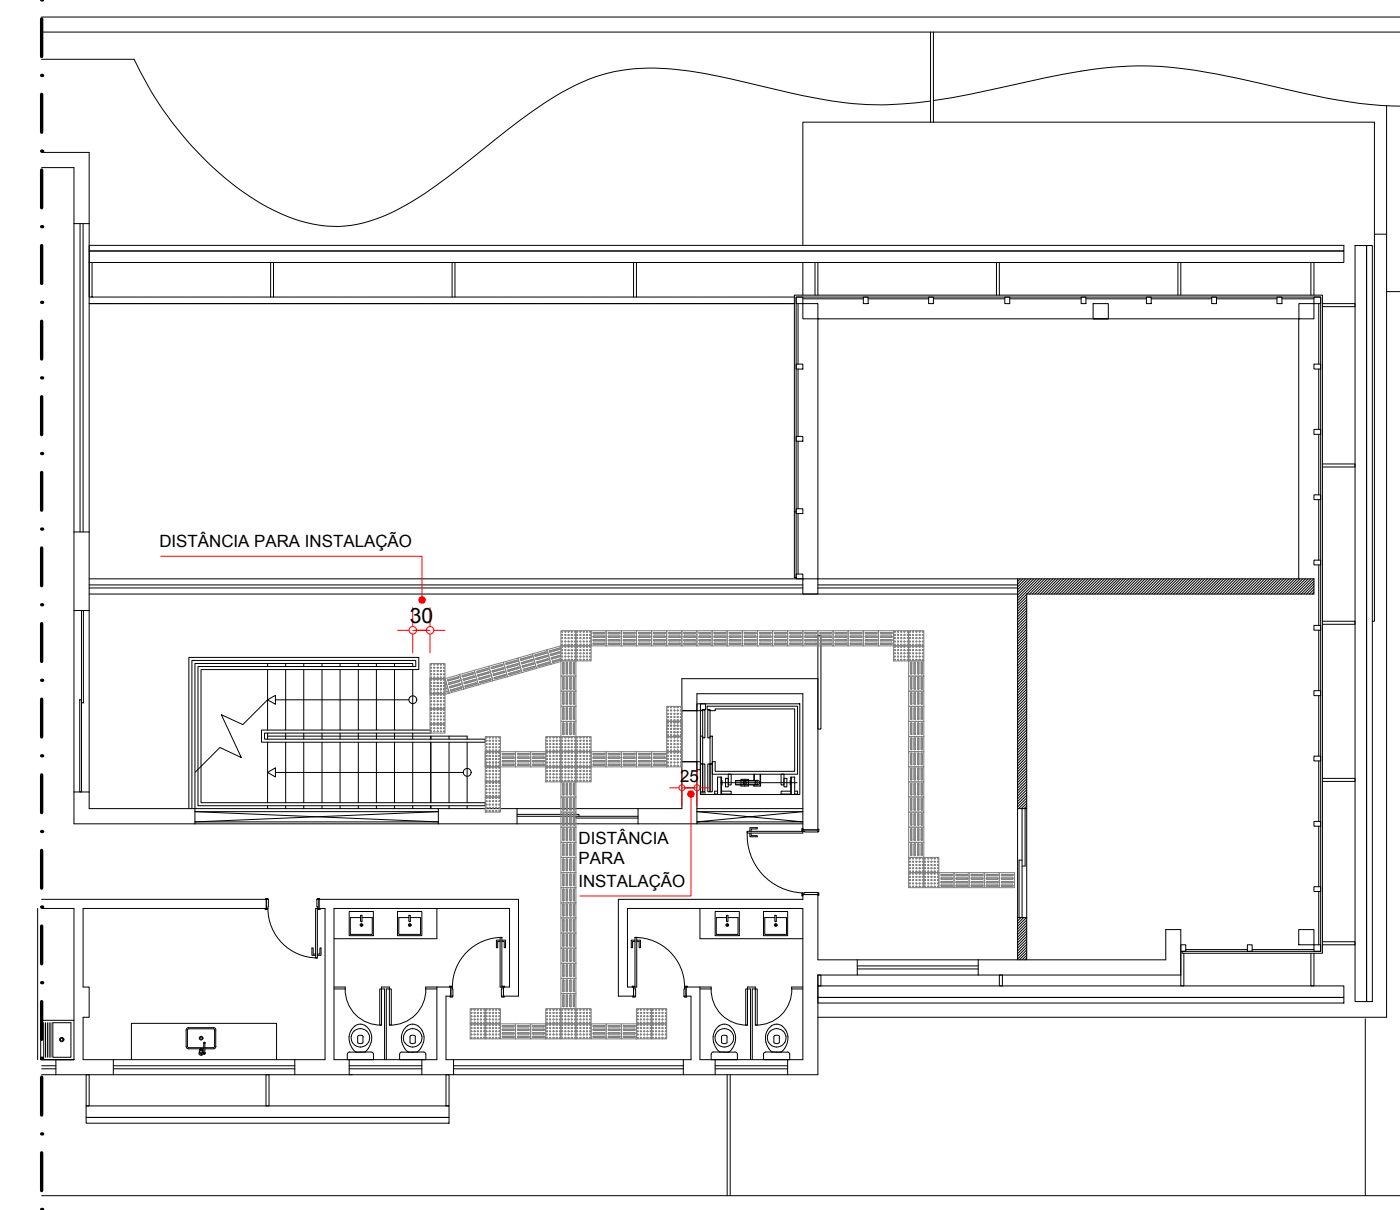 DISTÂNCIA PARA INSTALAÇÃO
30
25
DISTÂNCIA
PARA
INSTALAÇÃO